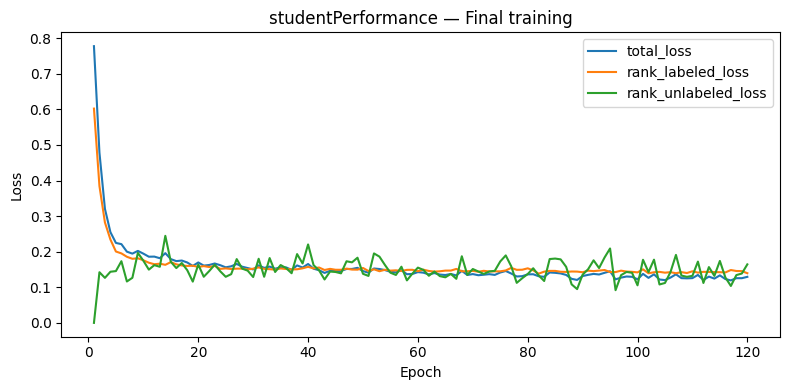 studentPerformance — Final training
total_loss
rank_labeled_loss
rank_unlabeled_loss
Loss
0.8
0.7
0.6
0.5
0.4
0.3
0.2
0.1
0.0
0 20 40 60 80 100 120
Epoch